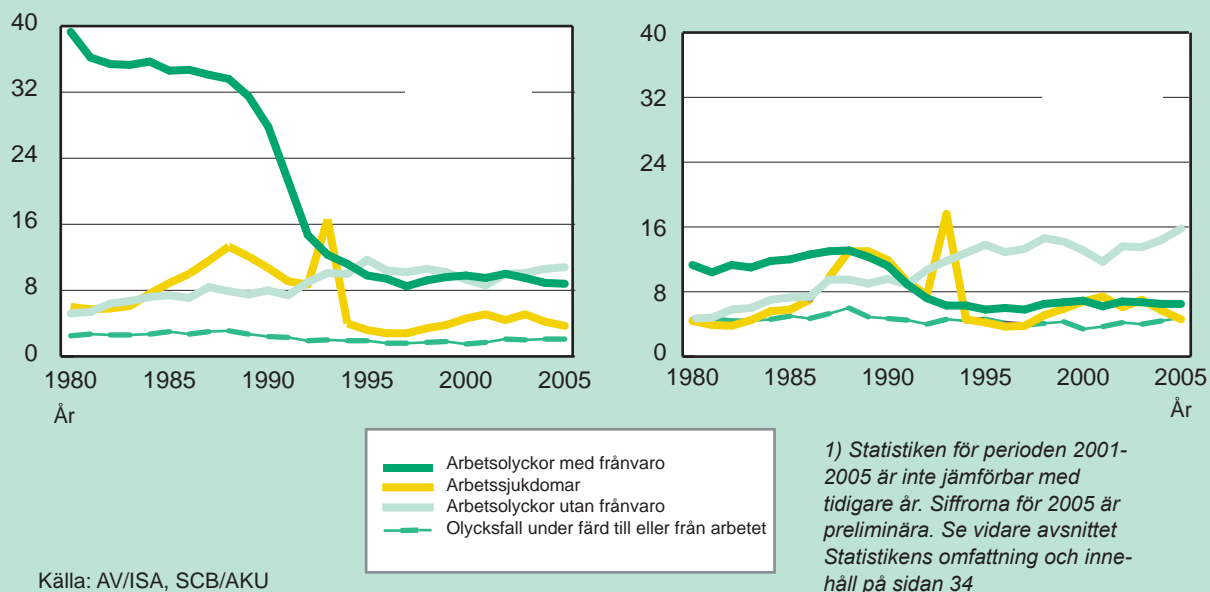 40
32
24
16
8
0
1980 1985 1990 1995 2000 2005
År
40
32
24
16
8
0
1980 1985 1990 1995 2000 2005
År
Arbetsolyckor med frånvaro
Arbetssjukdomar
Arbetsolyckor utan frånvaro
Olycksfall under färd till eller från arbetet
1) Statistiken för perioden 2001-
2005 är inte jämförbar med
tidigare år. Siffrorna för 2005 är
preliminära. Se vidare avsnittet
Statistikens omfattning och inne-
håll på sidan 34
Källa: AV/ISA, SCB/AKU